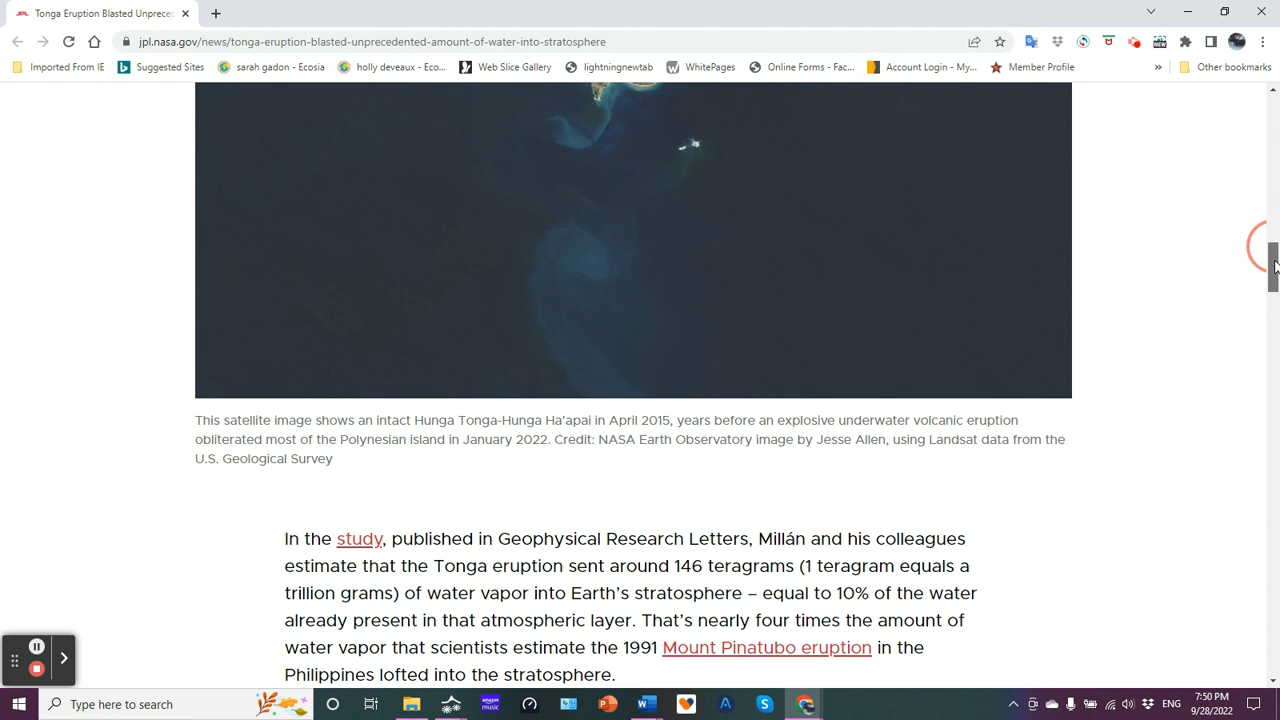 Tonga Eruption Blasted Unprecec
jpl.nasa.gov/news/tonga-eruption-blasted-unprecedented-amount-of-water-into-stratosphere
Imported From IE
Suggested Sites
sarah gadon - Ecosia
holly deveaux - Eco...
Web Slice Gallery
lightningnewtab
WhitePages
Online Forms - Fac...
Account Login - My...
Member Profile
»
Other bookmarks
This satellite image shows an intact Hunga Tonga-Hunga Ha'apai in April 2015, years before an explosive underwater volcanic eruption
obliterated most of the Polynesian island in January 2022. Credit: NASA Earth Observatory image by Jesse Allen, using Landsat data from the
U.S. Geological Survey
In the study, published in Geophysical Research Letters, Millán and his colleagues
estimate that the Tonga eruption sent around 146 teragrams (1 teragram equals a
trillion grams) of water vapor into Earth's stratosphere – equal to 10% of the water
already present in that atmospheric layer. That's nearly four times the amount of
water vapor that scientists estimate the 1991 Mount Pinatubo eruption in the
Philippines lofted into the stratosphere.
Type here to search
ENG
7:50 PM
9/28/2022